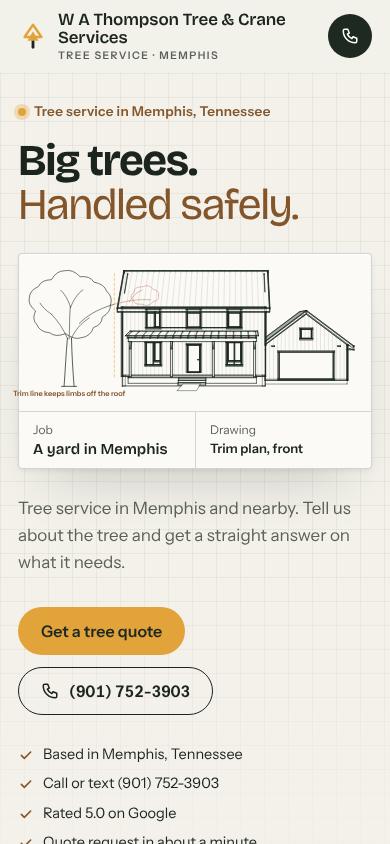 W A Thompson Tree & Crane
Services
TREE SERVICE · MEMPHIS
Tree service in Memphis, Tennessee
Big trees.
Handled safely.
Trim line keeps limbs off the roof
Job
A yard in Memphis
Drawing
Trim plan, front
Tree service in Memphis and nearby. Tell us
about the tree and get a straight answer on
what it needs.
Get a tree quote
(901) 752-3903
Based in Memphis, Tennessee
Call or text (901) 752-3903
Rated 5.0 on Google
Quote request in about a minute